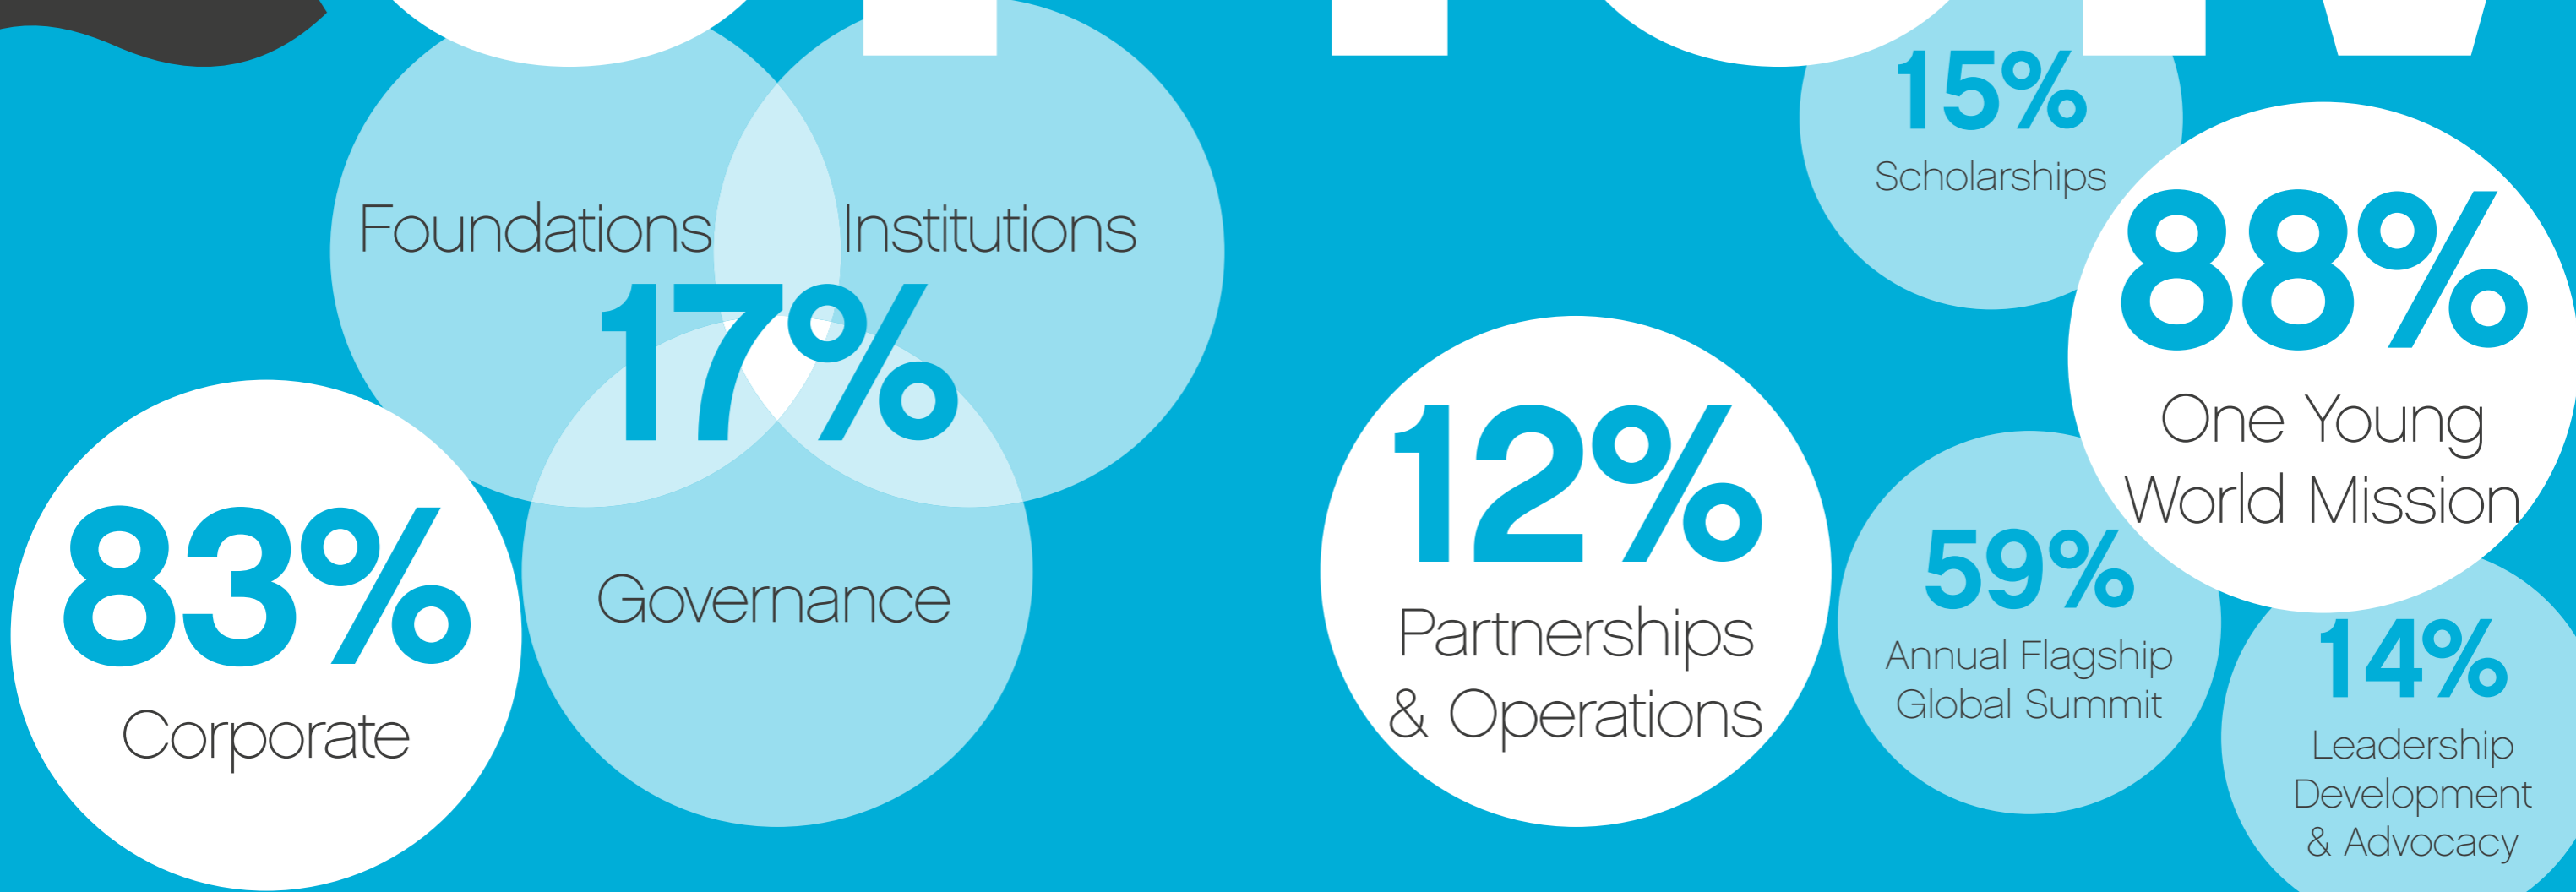 Foundations
Institutions
17%
Governance
83%
Corporate
12%
Partnerships
& Operations
15%
Scholarships
88%
One Young
World Mission
59%
Annual Flagship
Global Summit
14%
Leadership
Development
& Advocacy